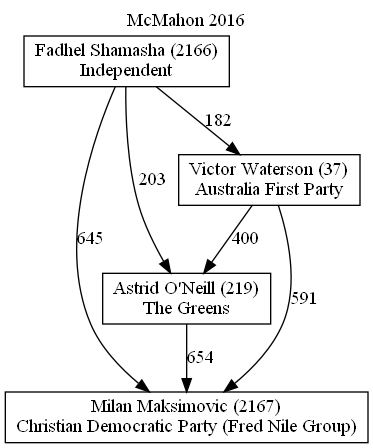 McMahon 2016
Fadhel Shamasha (2166)
Independent
182
Victor Waterson (37)
Australia First Party
203
645
400
Astrid O'Neill (219)
The Greens
591
654
Milan Maksimovic (2167)
Christian Democratic Party (Fred Nile Group)